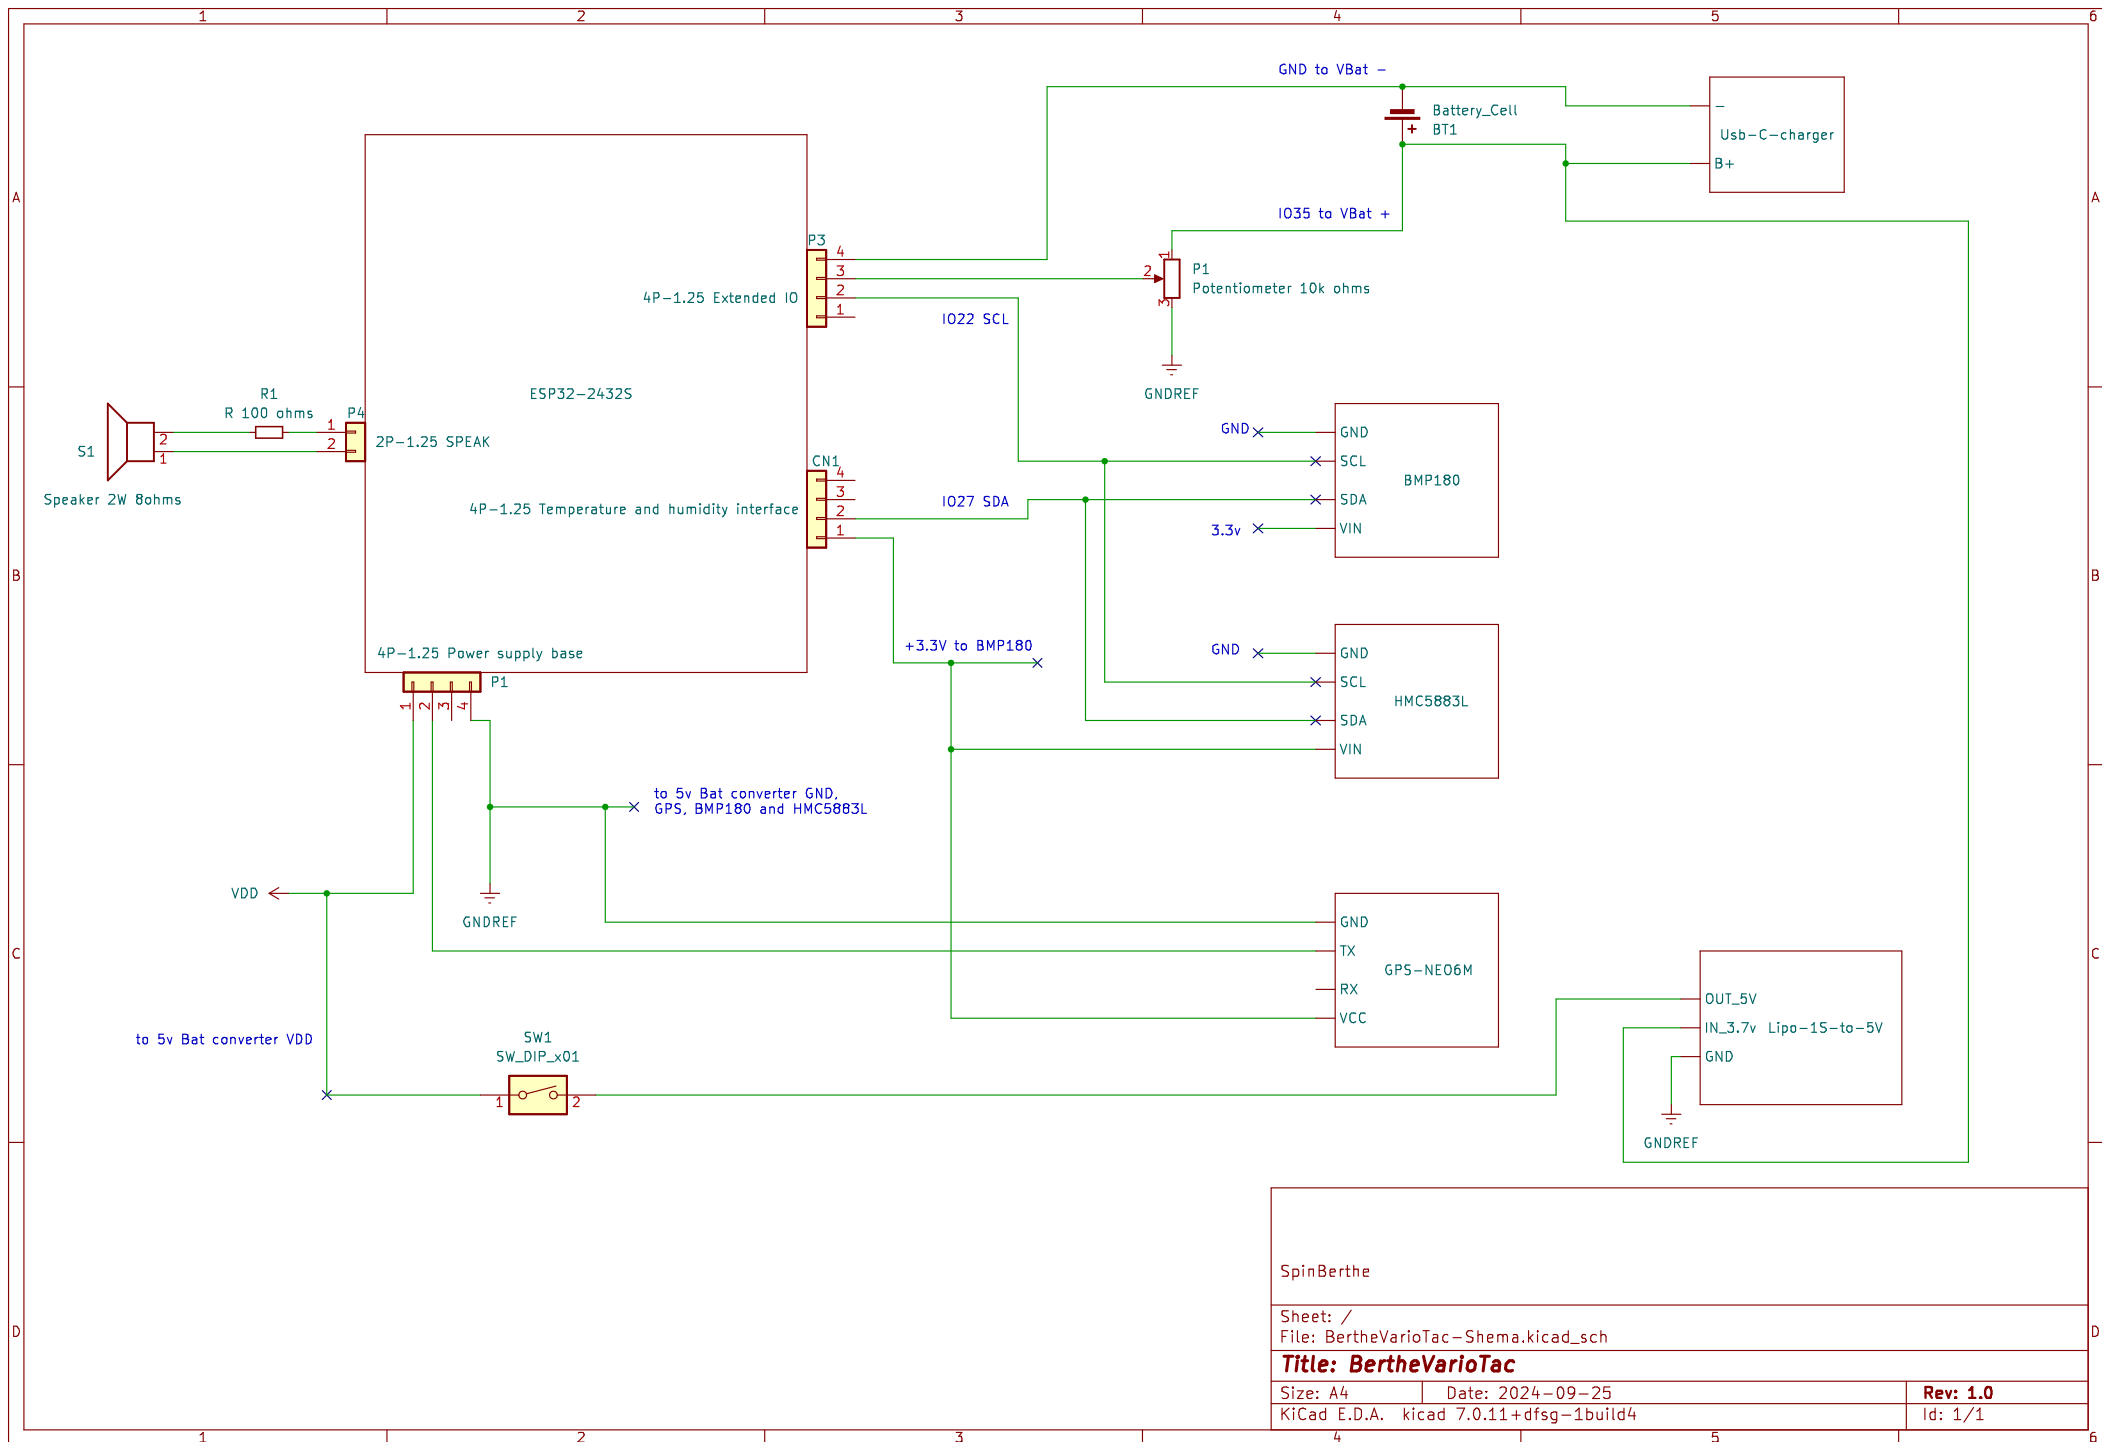 1 2 3 4 5 6
A A
B B
C C
D D
1 2 3 4 5 6
GND to VBat -
Battery_Cell
BT1
+
-
Usb-C-charger
B+
IO35 to VBat +
P3
4
3
2
1
4P-1.25 Extended IO
IO22 SCL
1
2
3
P1
Potentiometer 10k ohms
GNDREF
ESP32-2432S
R1
R 100 ohms
P4
1
2
2P-1.25 SPEAK
S1
2
1
Speaker 2W 8ohms
CN1
4
3
2
1
4P-1.25 Temperature and humidity interface
IO27 SDA
GND
GND
SCL
BMP180
SDA
3.3v
VIN
+3.3V to BMP180
GND
GND
SCL
HMC5883L
SDA
VIN
4P-1.25 Power supply base
P1
1
2
3
4
to 5v Bat converter GND,
GPS, BMP180 and HMC5883L
VDD
GNDREF
GND
TX
GPS-NEO6M
RX
VCC
to 5v Bat converter VDD
SW1
SW_DIP_x01
1
2
OUT_5V
IN_3.7v Lipo-1S-to-5V
GND
GNDREF
SpinBerthe
Sheet: /
File: BertheVarioTac-Shema.kicad_sch
Title: BertheVarioTac
Size: A4 Date: 2024-09-25 Rev: 1.0
KiCad E.D.A. kicad 7.0.11+dfsg-1build4 Id: 1/1